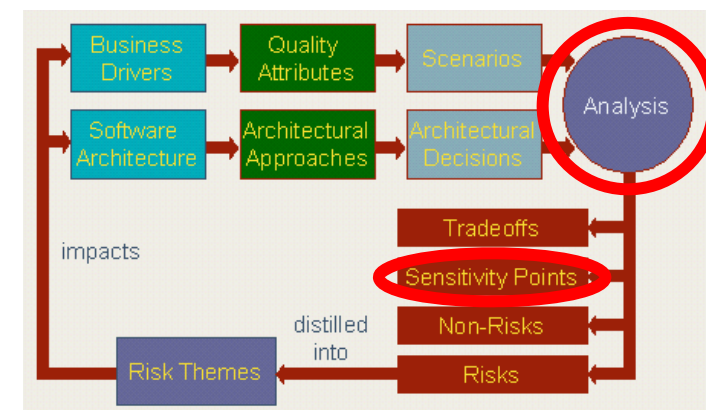 Business
Drivers
Quality
Attributes
Scenarios
Analysis
Software
Architecture
Architectural
Approaches
Architectural
Decisions
Tradeoffs
impacts
Sensitivity Points
distilled
into
Non-Risks
Risk Themes
Risks